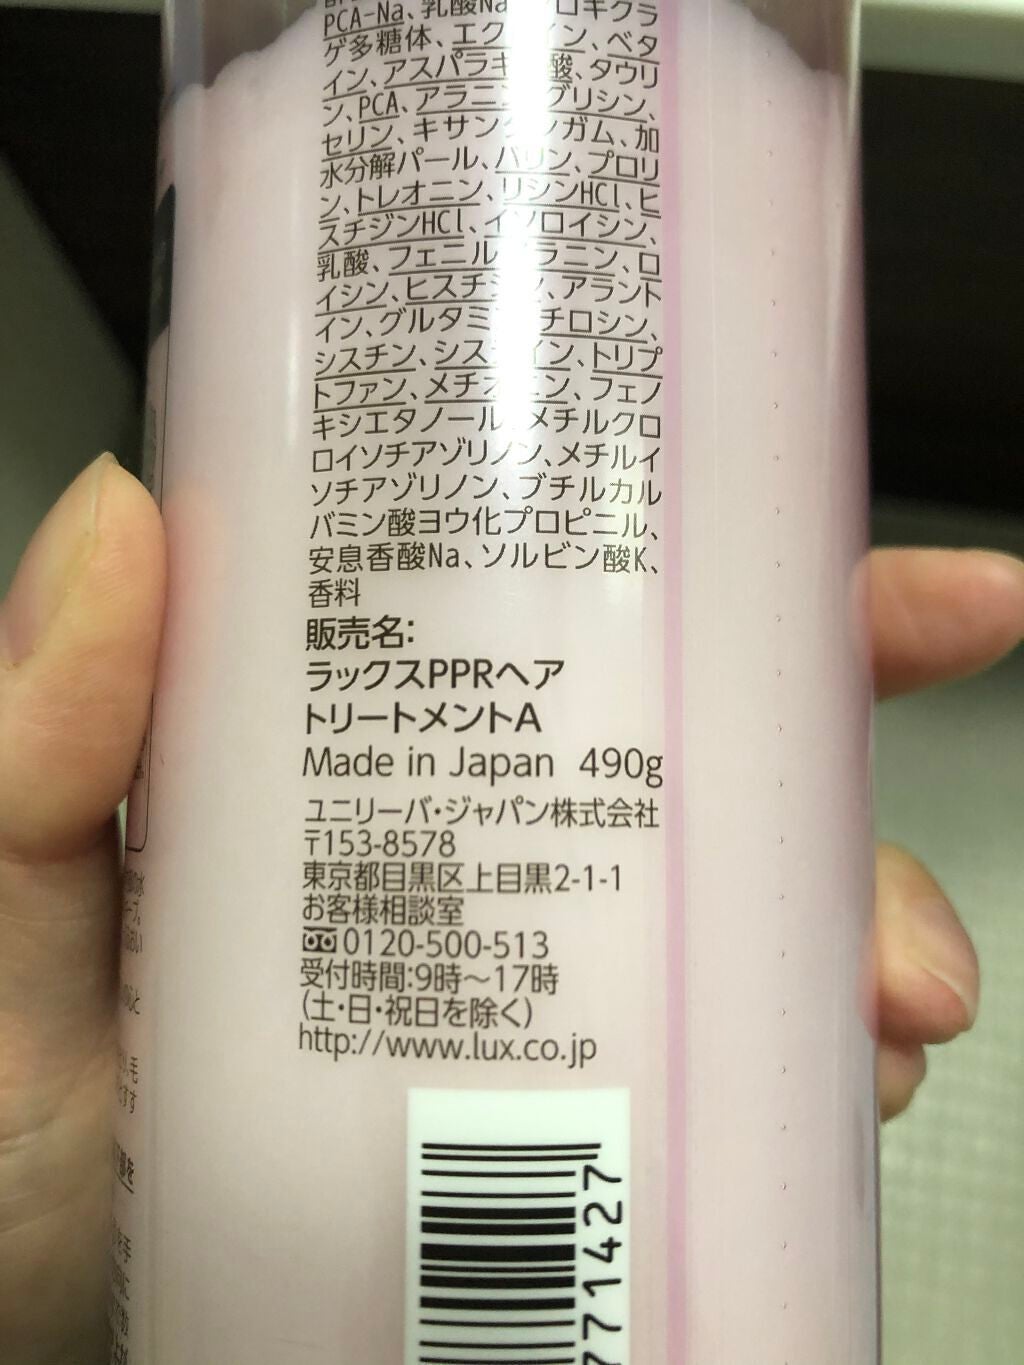 PCA-Na、乳酸Na
ゲ多糖体、エク イン、ベタ
イン、アスパラギ 酸、タウリ
ン、PCA、アラニン、グリシン、
セリン、キサンタンガム、加
水分解パール、バリン、プロリ
ン、トレオニン、リシンHCl、ヒ
スチジンHCl、イソロイシン、
乳酸、フェニルアラニン、ロ
イシン、ヒスチジン、アラント
イン、グルタミ チロシン、
シスチン、システイン、トリプ
トファン、メチオニン、フェノ
キシエタノール、メチルクロ
ロイソチアゾリノン、メチルイ
ソチアゾリノン、ブチルカル
バミン酸ヨウ化プロピニル、
安息香酸Na、ソルビン酸K、
香料
販売名:
ラックスPPRヘア
トリートメントA
Made in Japan 490g
ユニリーバ・ジャパン株式会社
〒153-8578
東京都目黒区上目黒2-1-1
お客様相談室
0120-500-513
受付時間:9時〜17時
(土・日・祝日を除く)
http://www.lux.co.jp
771427